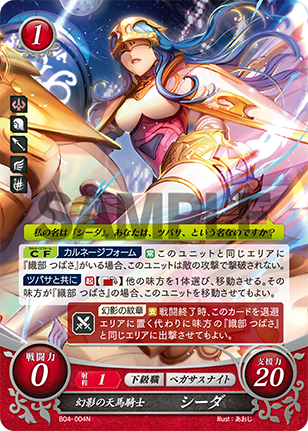 1
SAMPLE
私の名は「シーダ」。あなたは、ツバサ、という名なのですか?
カルネージフォーム
CF カルネージフォーム 常 このユニットと同じエリアに
『織部 つばさ』がいる場合、このユニットは敵の攻撃で撃破されない。
ツバサと共に 起 【】他の味方を1体選び、移動させる。その
味方が『織部 つばさ』の場合、このユニットを移動させてもよい。
幻影の紋章 支 戦闘終了時、このカードを退避
エリアに置く代わりに味方の『織部 つばさ』
と同じエリアに出撃させてもよい。
戦闘力
0
射程 1 下級職 ペガサスナイト
支援力
20
幻影の天馬騎士 シーダ
B04-004N
Illust:あおじ